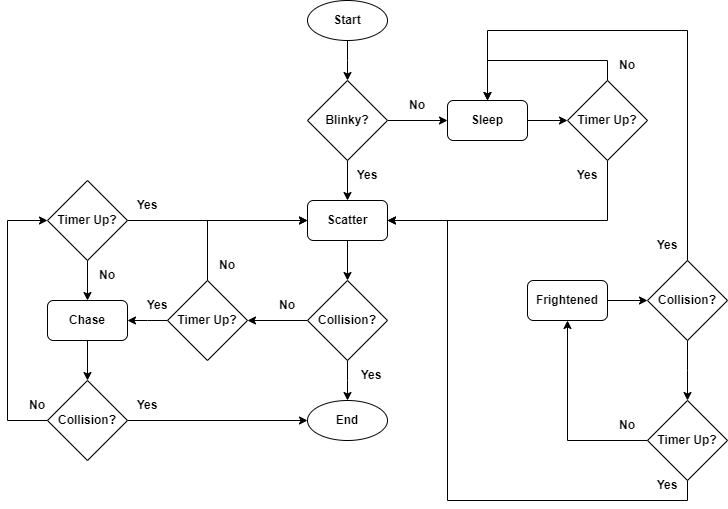 Start
No
Blinky?
No
Sleep
Timer Up?
Yes
Yes
Yes
Timer Up?
Scatter
Yes
No
No
Frightened
Collision?
Chase
Yes
Timer Up?
No
Collision?
Yes
No
Yes
Collision?
End
No
Timer Up?
Yes